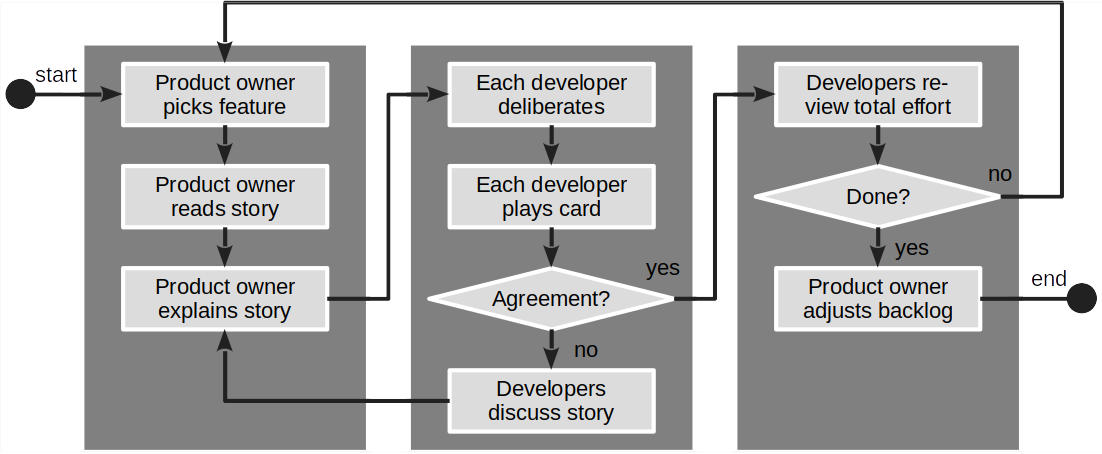 start
Product owner
picks feature
Product owner
reads story
Product owner
explains story
Each developer
deliberates
Each developer
plays card
Agreement?
yes
no
Developers
discuss story
Developers re-
view total effort
Done?
no
yes
Product owner
adjusts backlog
end